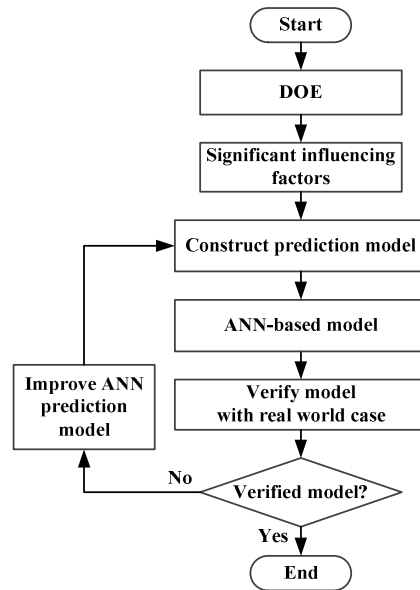 Start
DOE
Significant influencing
factors
Construct prediction model
ANN-based model
Improve ANN
prediction
model
Verify model
with real world case
No
Verified model?
Yes
End